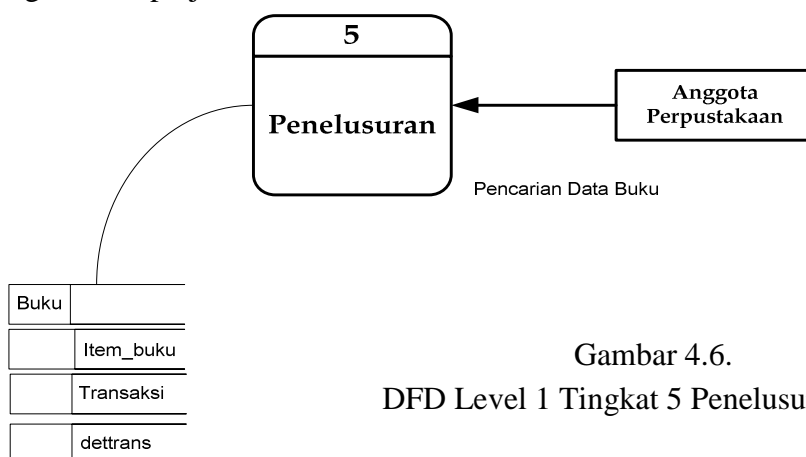 5
Penelusuran
Anggota
Perpustakaan
Pencarian Data Buku
Buku
Item_buku
Transaksi
dettrans
Gambar 4.6.
DFD Level 1 Tingkat 5 Penelusu